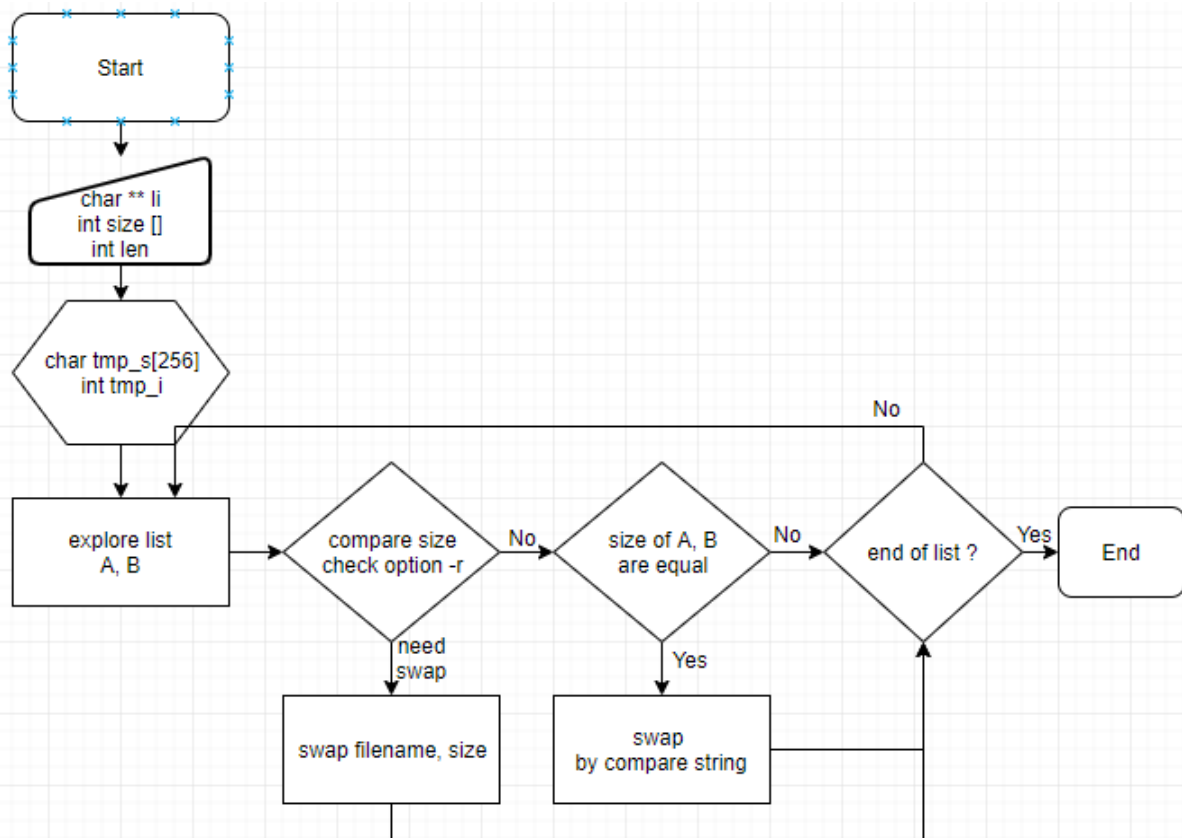 Start
char ** li
int size []
int len
char tmp_s[256]
int tmp_i
No
explore list
A, B
compare size
check option -r
No
size of A, B
are equal
No
end of list ?
Yes
End
need
swap
Yes
swap filename, size
swap
by compare string